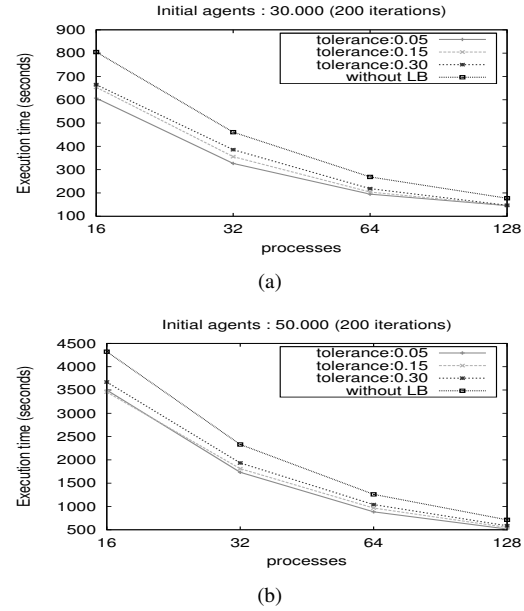 Initial agents : 30.000 (200 iterations)
900
800
700
600
500
400
300
200
100
Execution time (seconds)
tolerance:0.05
tolerance:0.15
tolerance:0.30
without LB
16 32 64 128
processes
(a)
Initial agents : 50.000 (200 iterations)
4500
4000
3500
3000
2500
2000
1500
1000
500
Execution time (seconds)
tolerance:0.05
tolerance:0.15
tolerance:0.30
without LB
16 32 64 128
processes
(b)